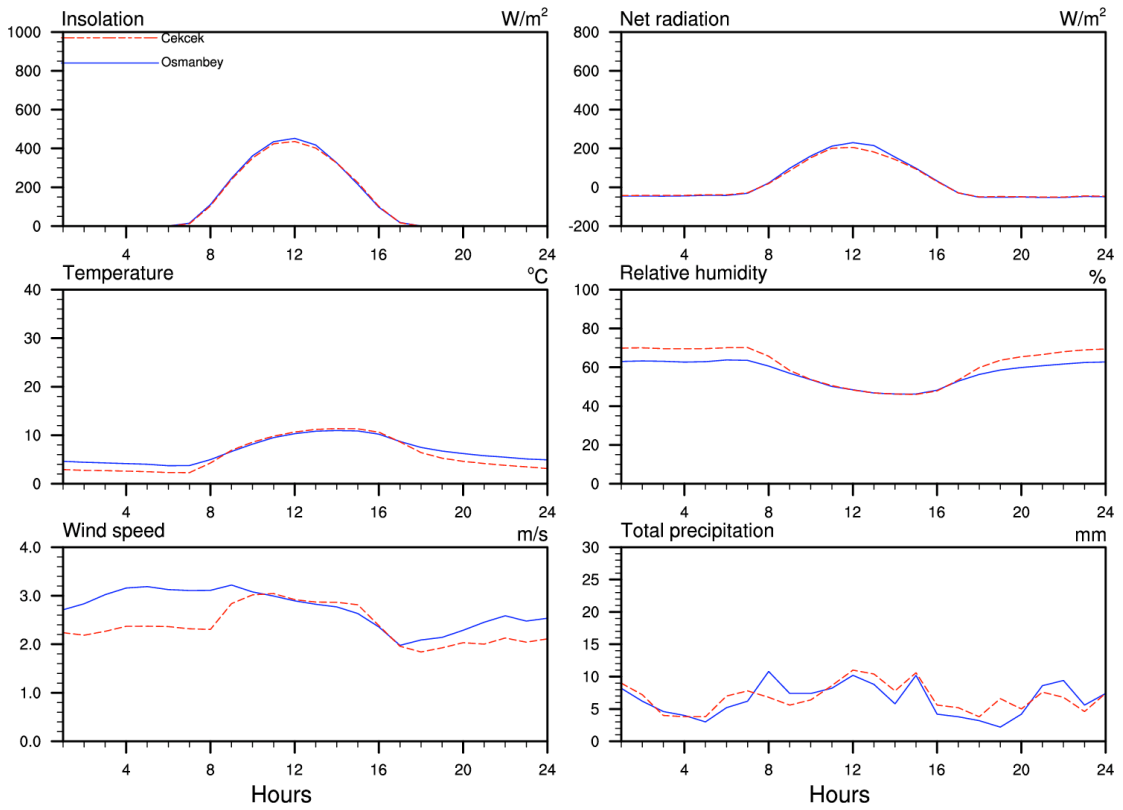 Insolation W/m²
1000
800
600
400
200
0
Cekcek
Osmanbey
4 8 12 16 20 24
Net radiation W/m²
800
600
400
200
0
-200
4 8 12 16 20 24
Temperature °C
40
30
20
10
0
4 8 12 16 20 24
Relative humidity %
100
80
60
40
20
0
4 8 12 16 20 24
Wind speed m/s
4.0
3.0
2.0
1.0
0.0
4 8 12 16 20 24
Hours
Total precipitation mm
30
25
20
15
10
5
0
4 8 12 16 20 24
Hours